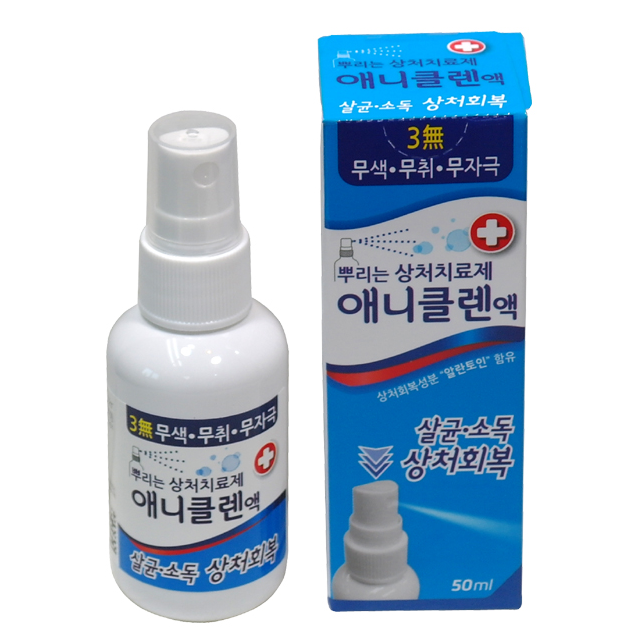 뿌리는 상처치료제
애니클렌액
살균·소독 상처회복
3無
무색•무취•무자극
뿌리는 상처치료제
애니클렌액
상처회복성분 "알란토인" 함유
살균·소독
상처회복
50ml
3無 무색•무취•무자극
뿌리는 상처치료제
애니클렌액
살균·소독 상처회복